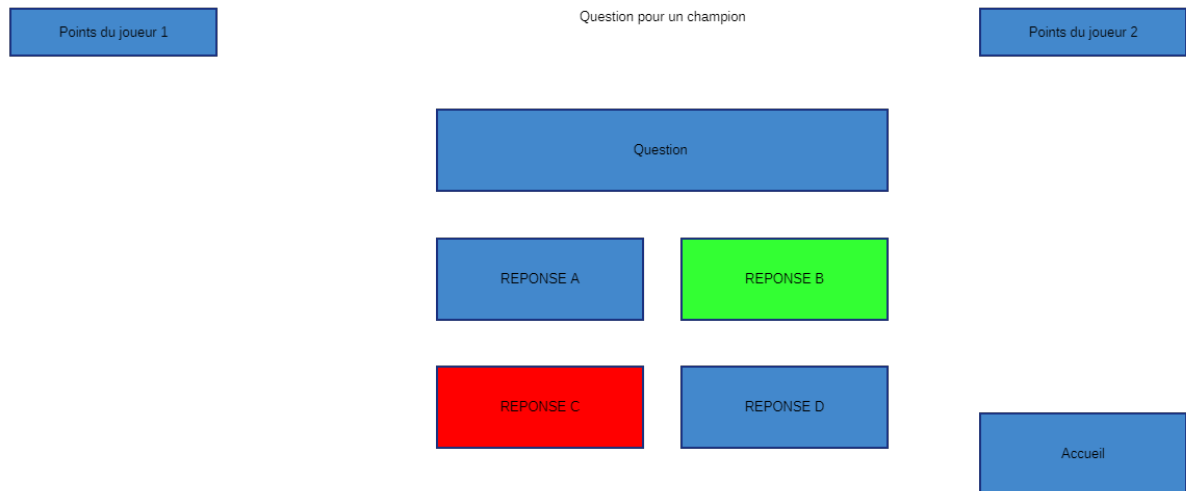 Question pour un champion
Points du joueur 1
Points du joueur 2
Question
REPONSE A
REPONSE B
REPONSE C
REPONSE D
Accueil